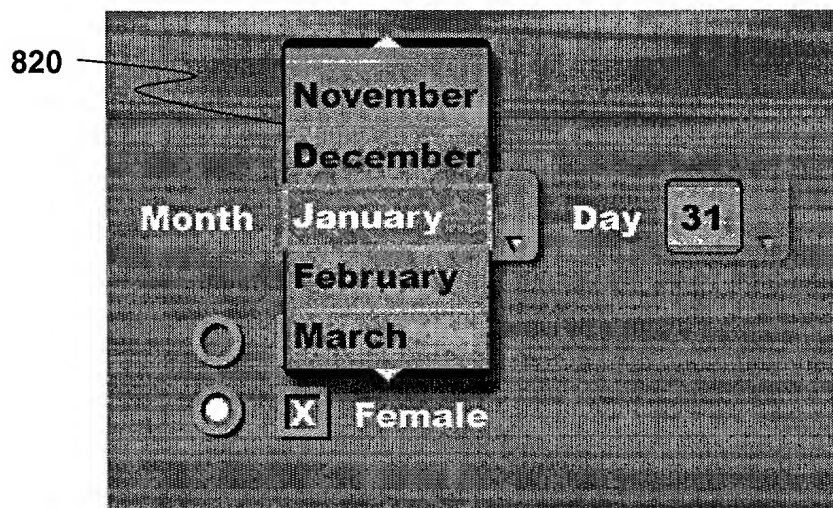 820
November
December
Month January Day 31
February
March
X Female